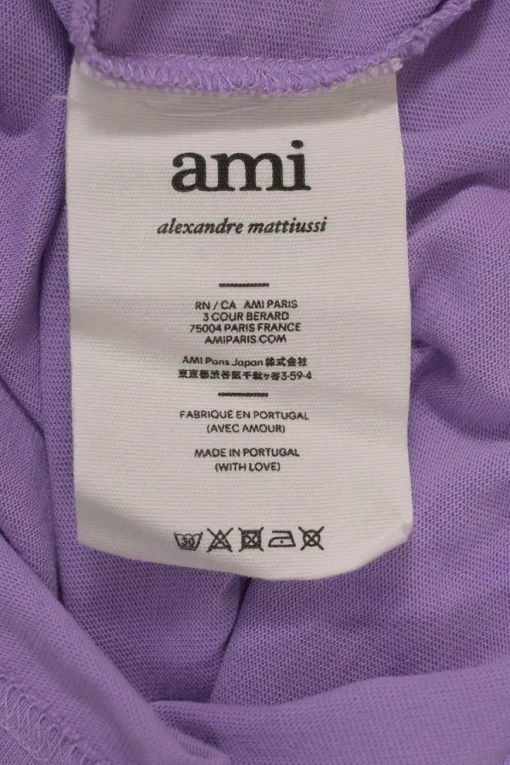 ami
alexandre mattiussi
RN / CA AMI PARIS
3 COUR BERARD
75004 PARIS FRANCE
AMIPARIS.COM
AMI Paris Japan 株式会社
東京都渋谷区千駄ヶ谷3-59-4
FABRIQUÉ EN PORTUGAL
(AVEC AMOUR)
MADE IN PORTUGAL
(WITH LOVE)
30